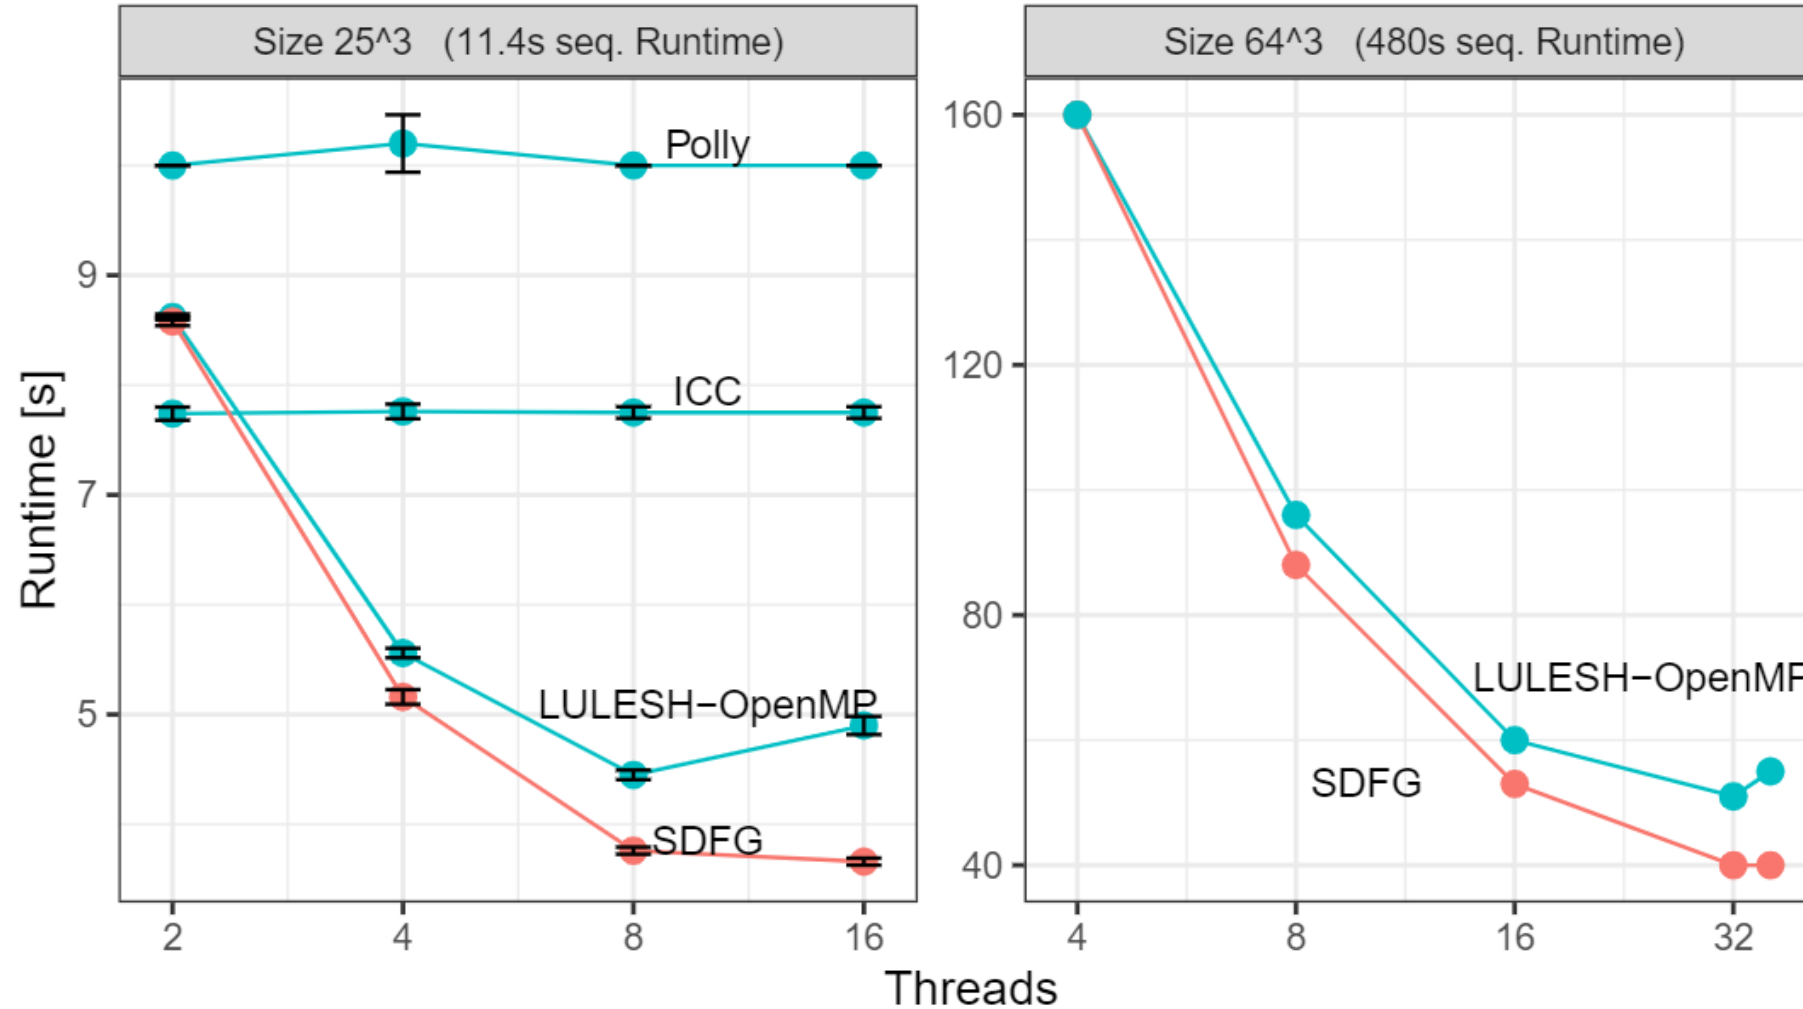 Size 25^3 (11.4s seq. Runtime)
Size 64^3 (480s seq. Runtime)
Runtime [s]
9
7
5
Polly
ICC
LULESH−OpenMP
SDFG
2 4 8 16
160
120
80
40
LULESH−OpenMP
SDFG
4 8 16 32
Threads